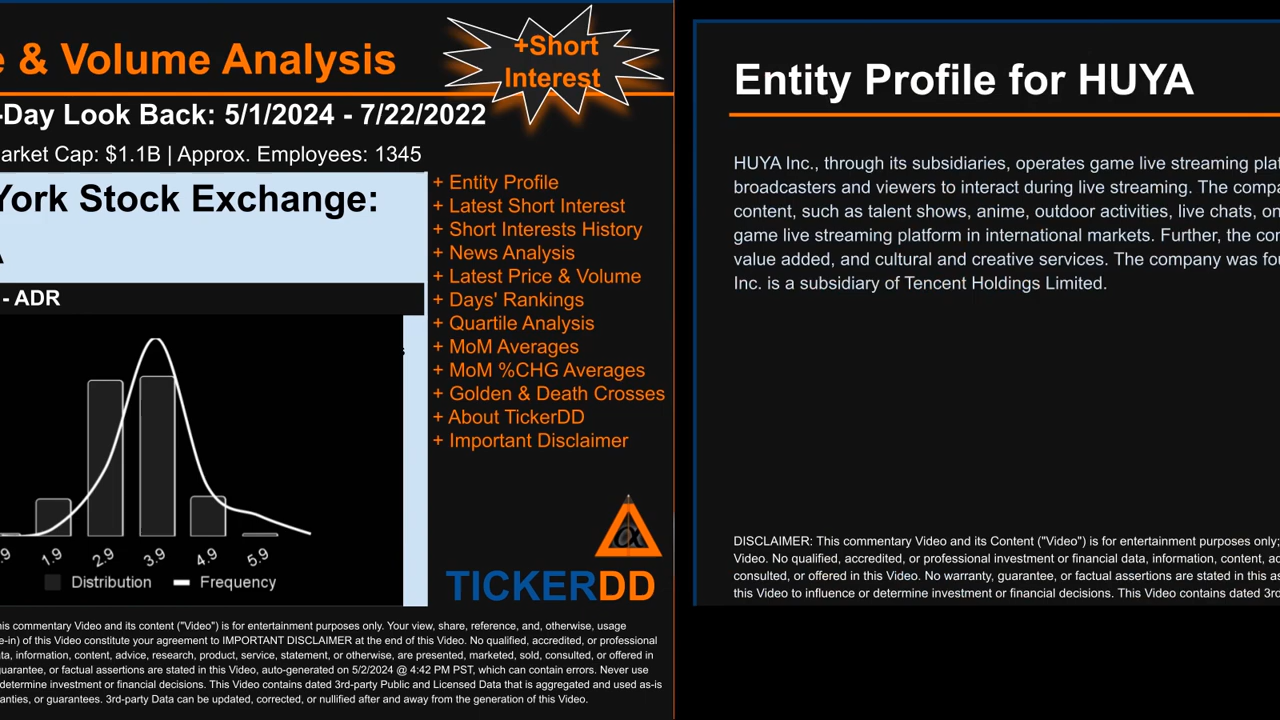 e & Volume Analysis
+Short
Interest
-Day Look Back: 5/1/2024 - 7/22/2022
arket Cap: $1.1B | Approx. Employees: 1345
York Stock Exchange:
- ADR
+ Entity Profile
+ Latest Short Interest
+ Short Interests History
+ News Analysis
+ Latest Price & Volume
+ Days' Rankings
+ Quartile Analysis
+ MoM Averages
+ MoM %CHG Averages
+ Golden & Death Crosses
+ About TickerDD
+ Important Disclaimer
.9 1.9 2.9 3.9 4.9 5.9
Distribution Frequency
TICKERDD
his commentary Video and its content ("Video") is for entertainment purposes only. Your view, share, reference, and, otherwise, usage
e-in) of this Video constitute your agreement to IMPORTANT DISCLAIMER at the end of this Video. No qualified, accredited, or professional
ta, information, content, advice, research, product, service, statement, or otherwise, are presented, marketed, sold, consulted, or offered in
guarantee, or factual assertions are stated in this Video, auto-generated on 5/2/2024 @ 4:42 PM PST, which can contain errors. Never use
determine investment or financial decisions. This Video contains dated 3rd-party Public and Licensed Data that is aggregated and used as-is
anties, or guarantees. 3rd-party Data can be updated, corrected, or nullified after and away from the generation of this Video.
Entity Profile for HUYA
HUYA Inc., through its subsidiaries, operates game live streaming plat
broadcasters and viewers to interact during live streaming. The compa
content, such as talent shows, anime, outdoor activities, live chats, on
game live streaming platform in international markets. Further, the con
value added, and cultural and creative services. The company was fou
Inc. is a subsidiary of Tencent Holdings Limited.
DISCLAIMER: This commentary Video and its Content ("Video") is for entertainment purposes only;
Video. No qualified, accredited, or professional investment or financial data, information, content, ad
consulted, or offered in this Video. No warranty, guarantee, or factual assertions are stated in this as
this Video to influence or determine investment or financial decisions. This Video contains dated 3rd